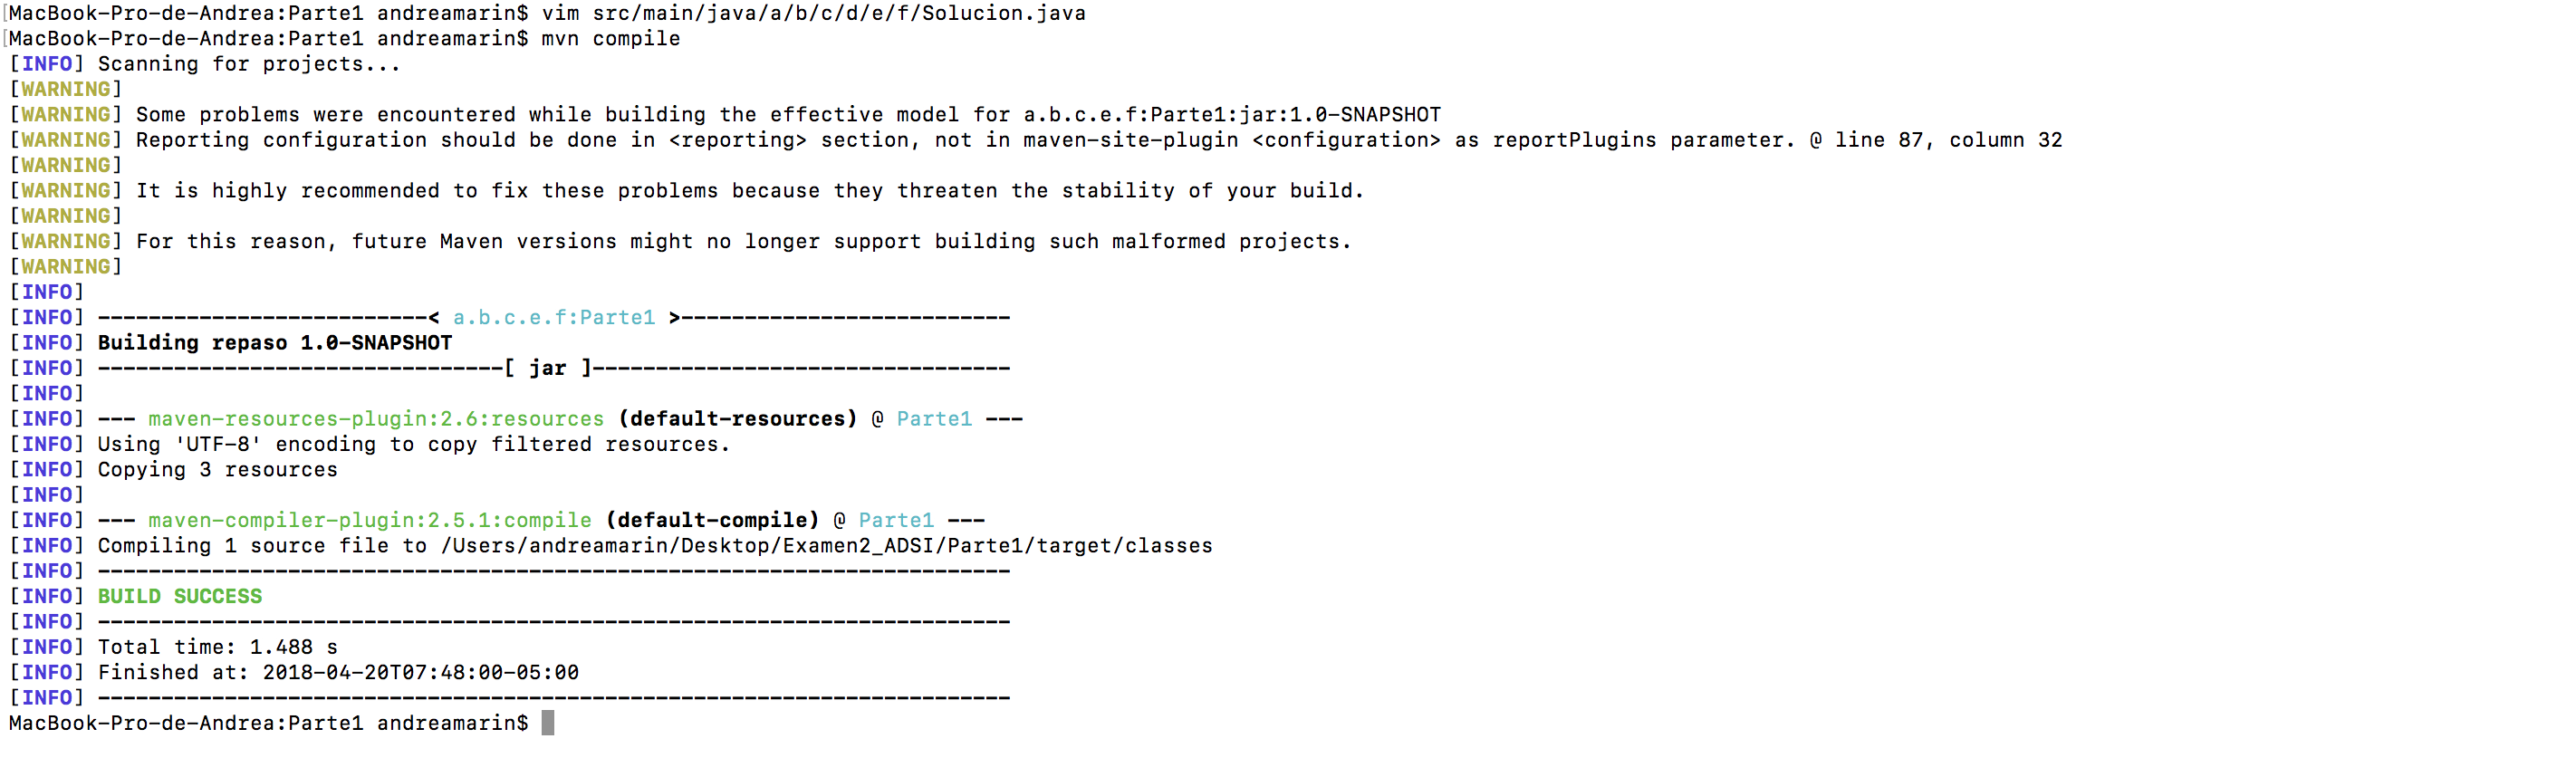 [MacBook-Pro-de-Andrea:Parte1 andreamarin$ vim src/main/java/a/b/c/d/e/f/Solucion.java
[MacBook-Pro-de-Andrea:Parte1 andreamarin$ mvn compile
[INFO] Scanning for projects...
[WARNING]
[WARNING] Some problems were encountered while building the effective model for a.b.c.e.f:Parte1:jar:1.0-SNAPSHOT
[WARNING] Reporting configuration should be done in <reporting> section, not in maven-site-plugin <configuration> as reportPlugins parameter. @ line 87, column 32
[WARNING]
[WARNING] It is highly recommended to fix these problems because they threaten the stability of your build.
[WARNING]
[WARNING] For this reason, future Maven versions might no longer support building such malformed projects.
[WARNING]
[INFO]
[INFO] --------------------------< a.b.c.e.f:Parte1 >--------------------------
[INFO] Building repaso 1.0-SNAPSHOT
[INFO] --------------------------------[ jar ]---------------------------------
[INFO]
[INFO] --- maven-resources-plugin:2.6:resources (default-resources) @ Parte1 ---
[INFO] Using 'UTF-8' encoding to copy filtered resources.
[INFO] Copying 3 resources
[INFO]
[INFO] --- maven-compiler-plugin:2.5.1:compile (default-compile) @ Parte1 ---
[INFO] Compiling 1 source file to /Users/andreamarin/Desktop/Examen2_ADSI/Parte1/target/classes
[INFO] ------------------------------------------------------------------------
[INFO] BUILD SUCCESS
[INFO] ------------------------------------------------------------------------
[INFO] Total time: 1.488 s
[INFO] Finished at: 2018-04-20T07:48:00-05:00
[INFO] ------------------------------------------------------------------------
MacBook-Pro-de-Andrea:Parte1 andreamarin$